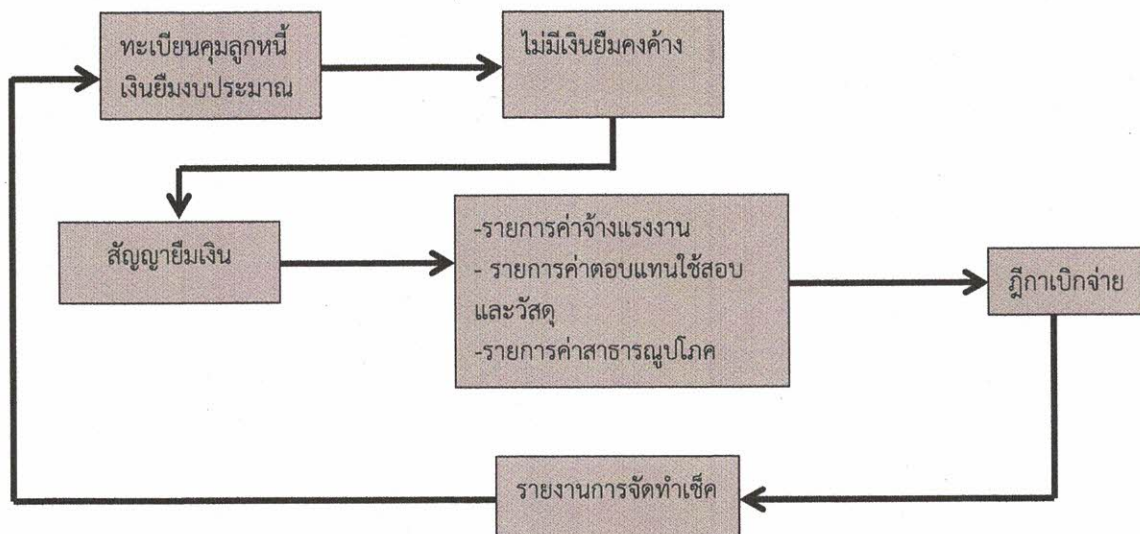 ทะเบียนคุมลูกหนี้
เงินยืมงบประมาณ
ไม่มีเงินยืมคงค้าง
สัญญายืมเงิน
-รายการค่าจ้างแรงงาน
- รายการค่าตอบแทนใช้สอบ
และวัสดุ
-รายการค่าสาธารณูปโภค
ฎีกาเบิกจ่าย
รายงานการจัดทำเช็ค